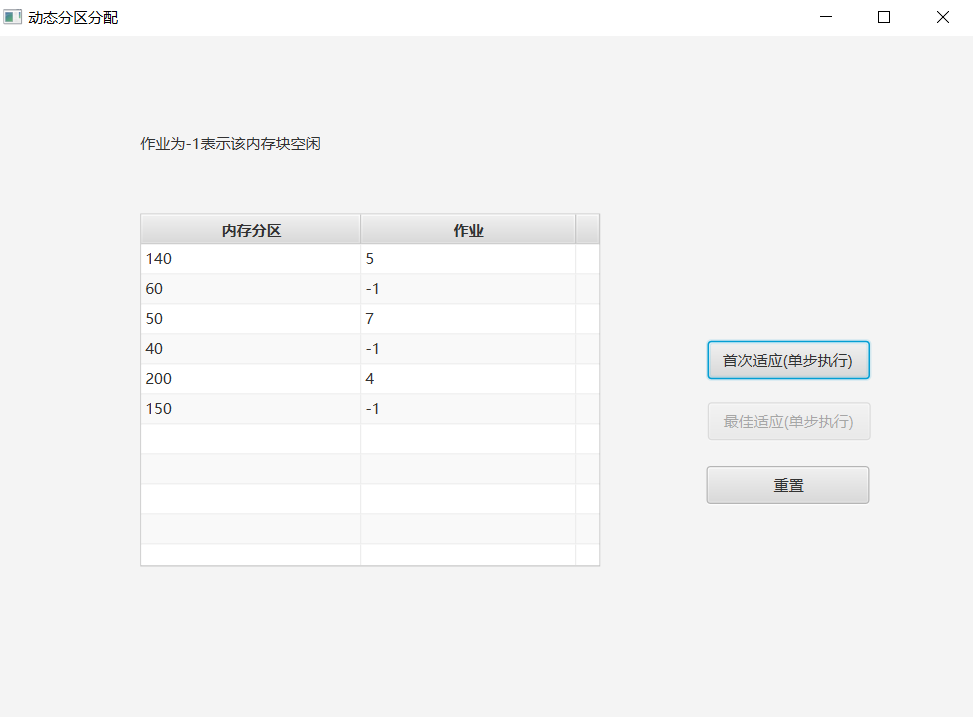 动态分区分配
作业为-1表示该内存块空闲
内存分区 作业
140 5
60 -1
50 7
40 -1
200 4
150 -1
首次适应(单步执行)
最佳适应(单步执行)
重置